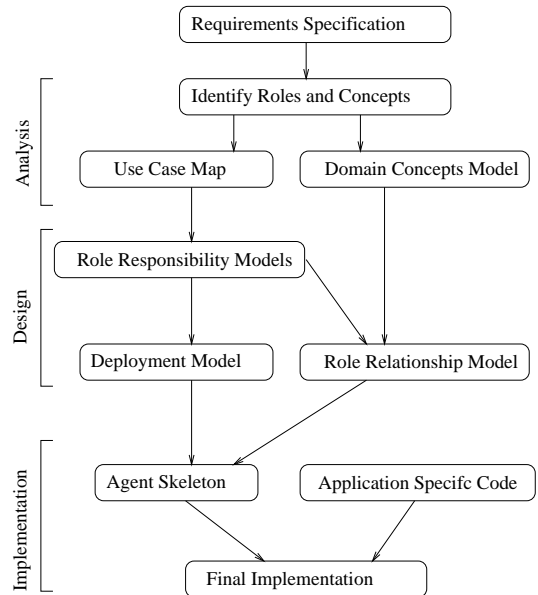 Requirements Specification
Identify Roles and Concepts
Analysis
Use Case Map
Domain Concepts Model
Role Responsibility Models
Design
Deployment Model
Role Relationship Model
Implementation
Agent Skeleton
Application Specifc Code
Final Implementation